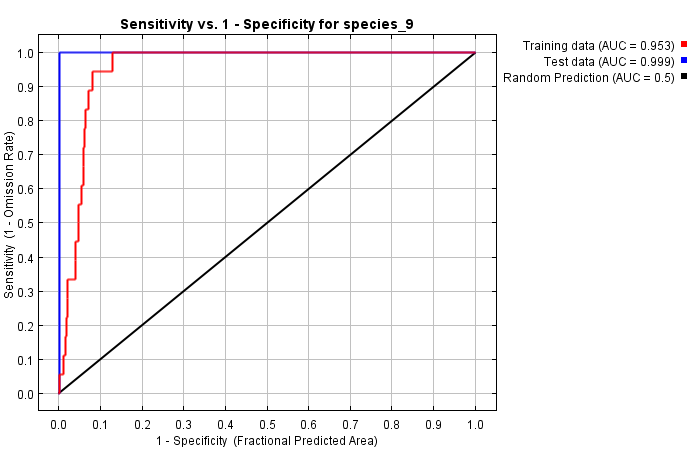 Sensitivity vs. 1 - Specificity for species_9
Training data (AUC = 0.953)
Test data (AUC = 0.999)
Random Prediction (AUC = 0.5)
Sensitivity (1 - Omission Rate)
1.0
0.9
0.8
0.7
0.6
0.5
0.4
0.3
0.2
0.1
0.0
0.0 0.1 0.2 0.3 0.4 0.5 0.6 0.7 0.8 0.9 1.0
1 - Specificity (Fractional Predicted Area)